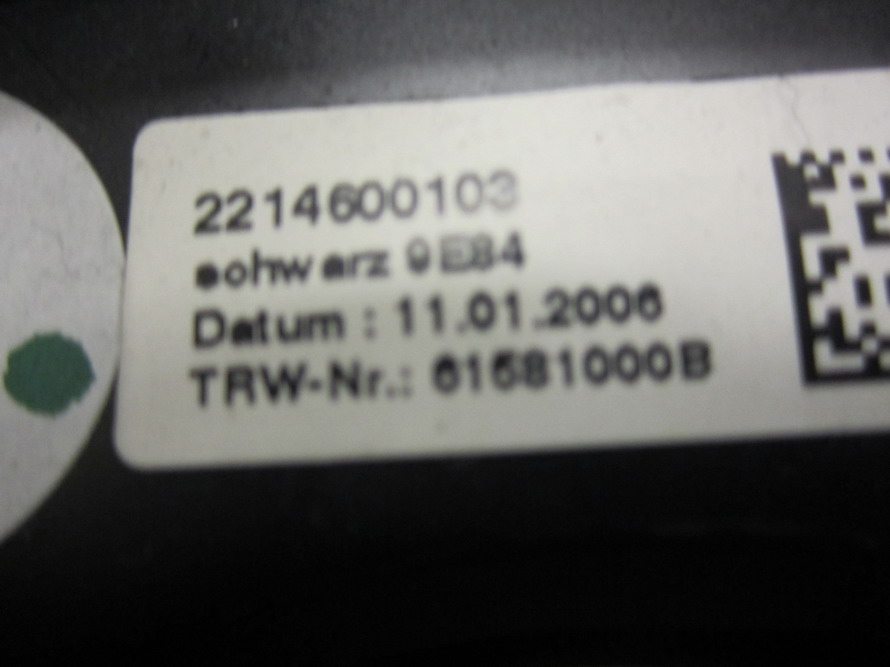 2214600103
schwarz 9E84
Datum : 11.01.2006
TRW-Nr.: 61581000B